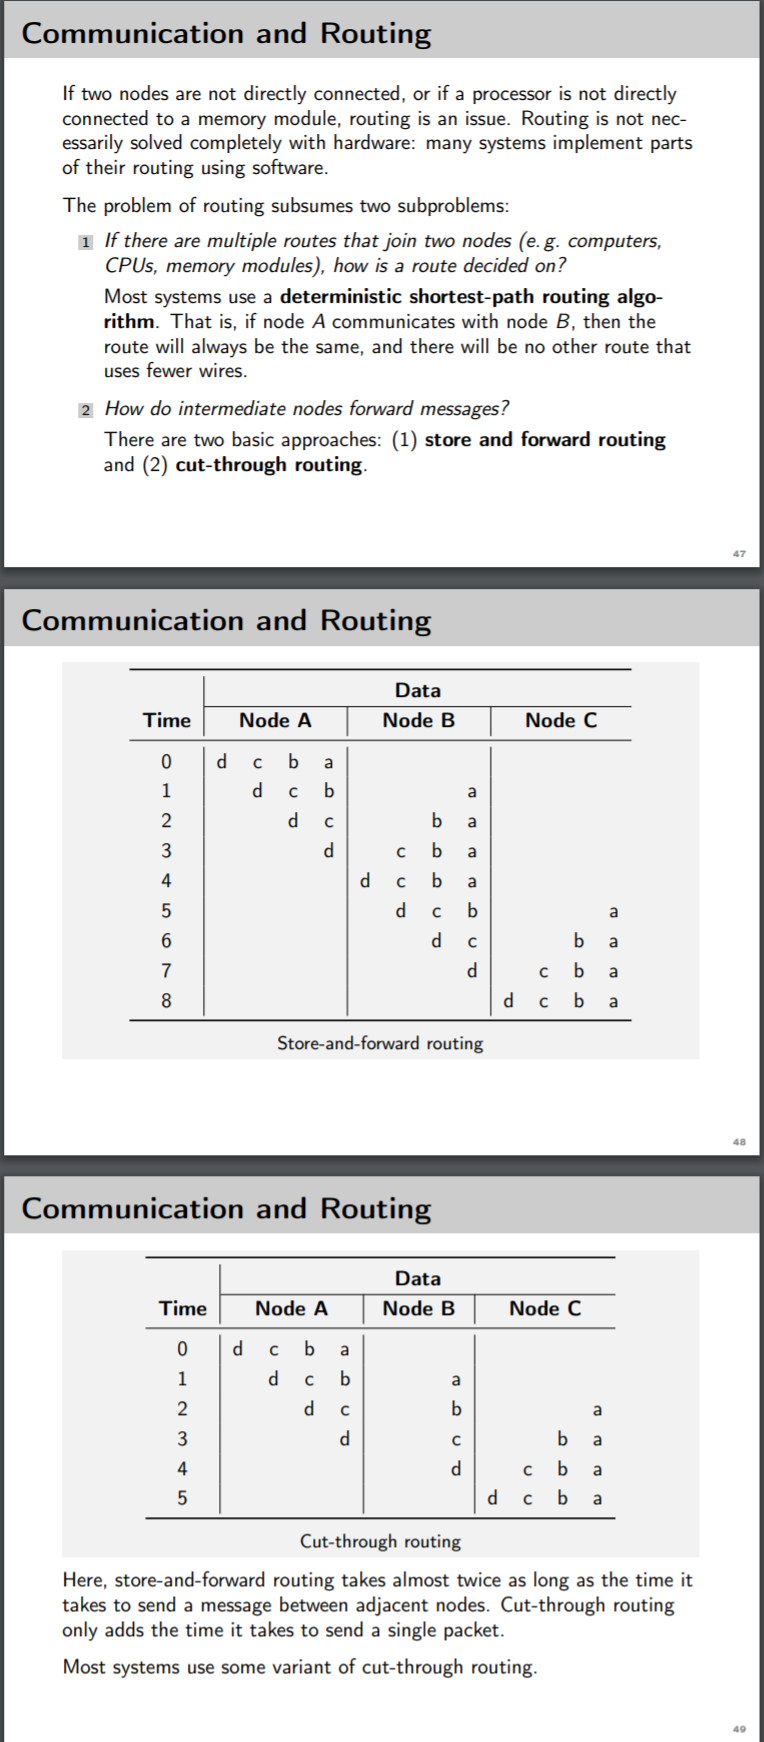 Communication and Routing
If two nodes are not directly connected, or if a processor is not directly
connected to a memory module, routing is an issue. Routing is not nec-
essarily solved completely with hardware: many systems implement parts
of their routing using software.
The problem of routing subsumes two subproblems:
1 If there are multiple routes that join two nodes (e. g. computers,
CPUs, memory modules), how is a route decided on?
Most systems use a deterministic shortest-path routing algo-
rithm. That is, if node A communicates with node B, then the
route will always be the same, and there will be no other route that
uses fewer wires.
2 How do intermediate nodes forward messages?
There are two basic approaches: (1) store and forward routing
and (2) cut-through routing.
47
Communication and Routing
Data
Time Node A Node B Node C
0 d c b a
1 d c b a
2 d c b a
3 d c b a
4 d c b a
5 d c b a
6 d c b a
7 d c b a
8 d c b a
Store-and-forward routing
48
Communication and Routing
Data
Time Node A Node B Node C
0 d c b a
1 d c b a
2 d c b a
3 d c b a
4 d c b a
5 d c b a
Cut-through routing
Here, store-and-forward routing takes almost twice as long as the time it
takes to send a message between adjacent nodes. Cut-through routing
only adds the time it takes to send a single packet.
Most systems use some variant of cut-through routing.
49